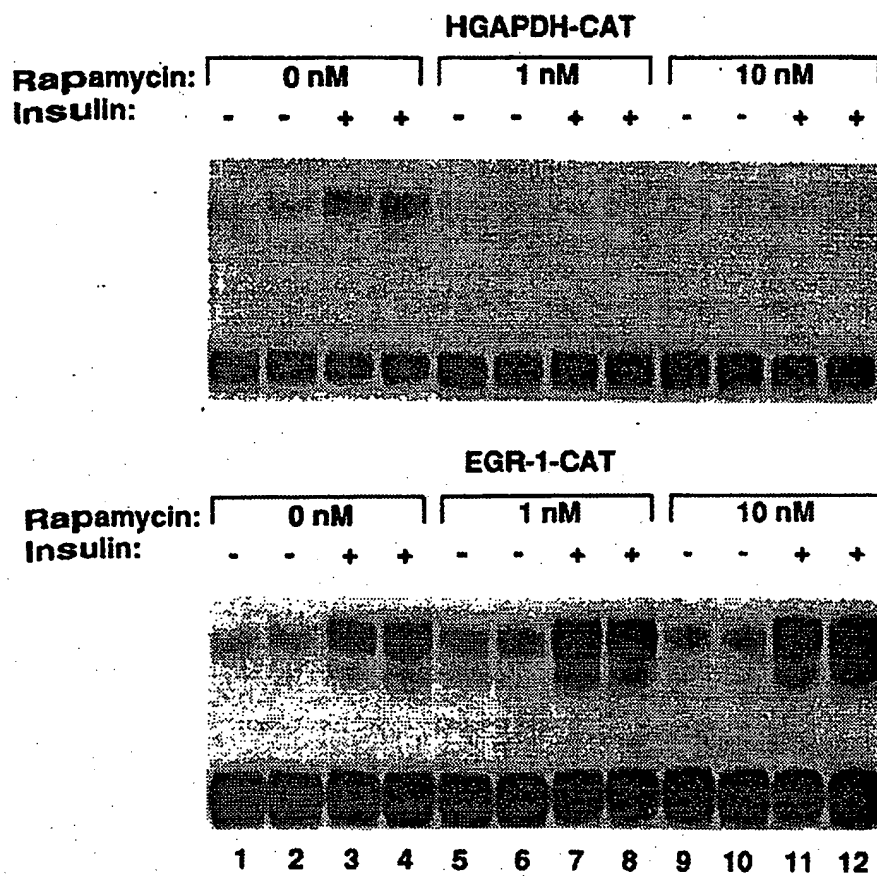 HGAPDH-CAT
Rapamycin: 0 nM 1 nM 10 nM
Insulin: - - + + - - + + - - + +
EGR-1-CAT
Rapamycin: 0 nM 1 nM 10 nM
Insulin: - - + + - - + + - - + +
1 2 3 4 5 6 7 8 9 10 11 12